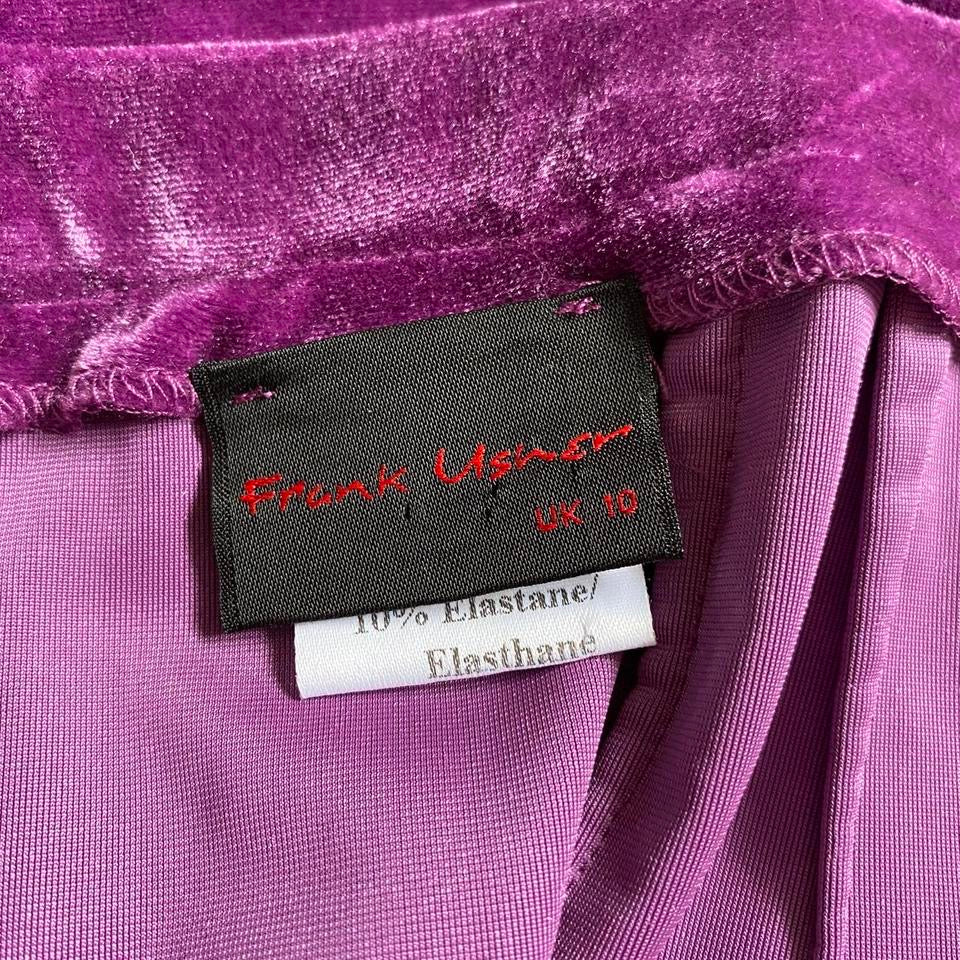 Frank Usher
UK 10
10% Elastane/
Elasthane